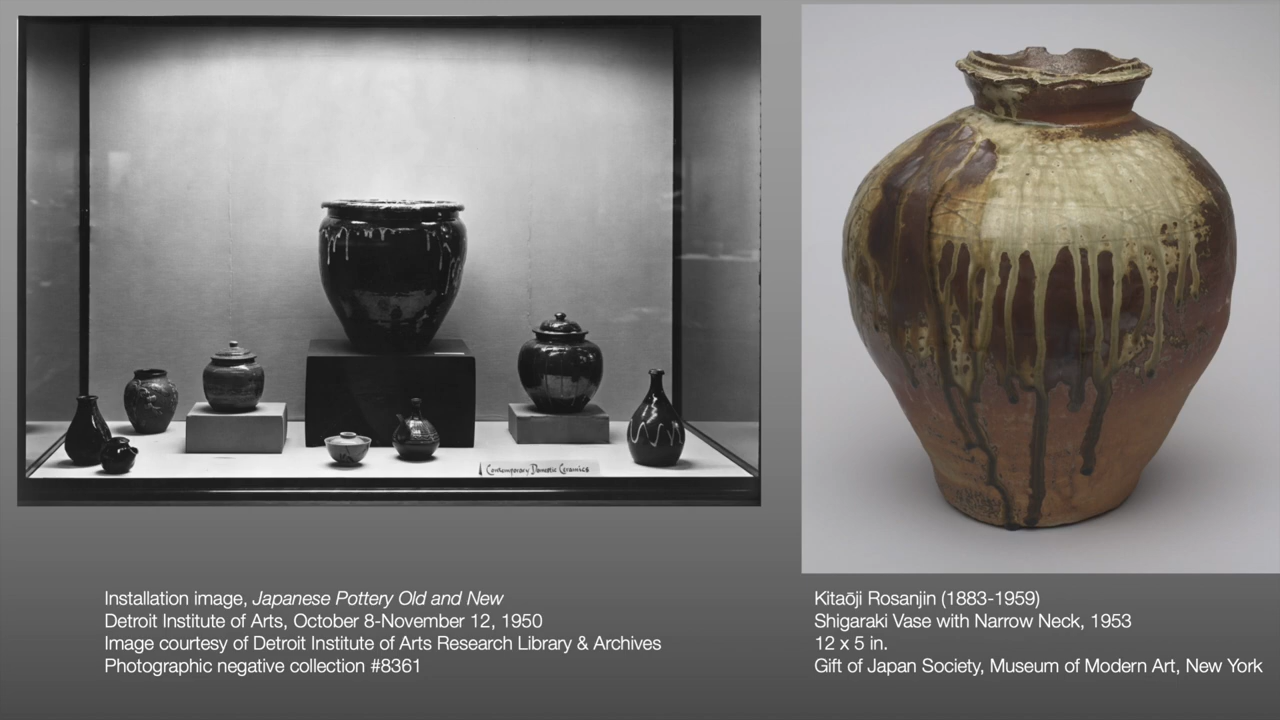 Contemporary Domestic Ceramics
Installation image, Japanese Pottery Old and New
Detroit Institute of Arts, October 8-November 12, 1950
Image courtesy of Detroit Institute of Arts Research Library & Archives
Photographic negative collection #8361
Kitaōji Rosanjin (1883-1959)
Shigaraki Vase with Narrow Neck, 1953
12 x 5 in.
Gift of Japan Society, Museum of Modern Art, New York